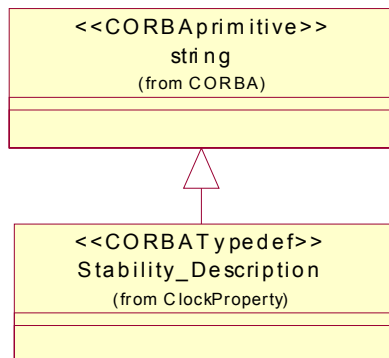 <<CORBAprimitive>>
string
(from CORBA)
<<CORBATypedef>>
Stability_Description
(from ClockProperty)